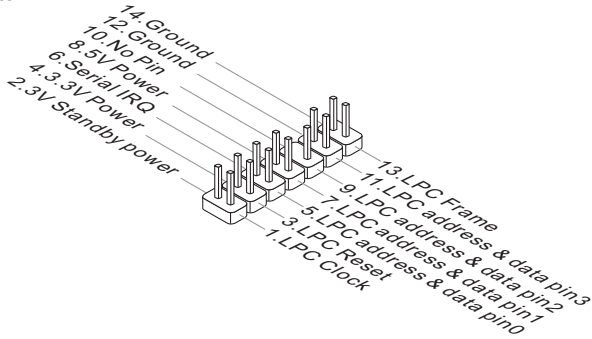 14.Ground
12.Ground
10.No Pin
8.5V Power
6.Serial IRQ
4.3.3V Power
2.3V Standby power
13.LPC Frame
11.LPC address & data pin3
9.LPC address & data pin2
7.LPC address & data pin1
5.LPC address & data pin0
3.LPC Reset
1.LPC Clock